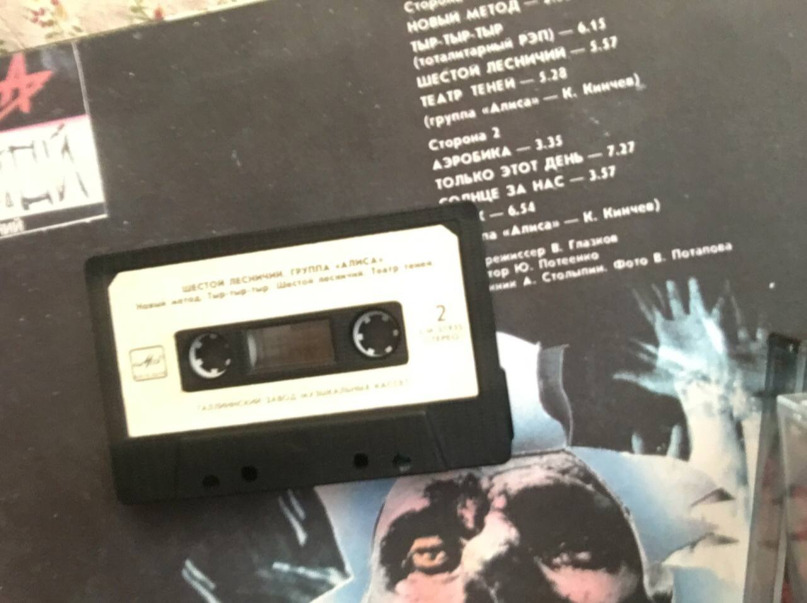 Сторона
НОВЫЙ МЕТОД —
ТЫР-ТЫР-ТЫР
(тоталитарный РЭП) — 6.15
ШЕСТОЙ ЛЕСНИЧИЙ — 5.57
ТЕАТР ТЕНЕЙ — 5.28
(группа «Алиса» — К. Кинчев)
Сторона 2
АЭРОБИКА — 3.35
ТОЛЬКО ЭТОТ ДЕНЬ — 7.27
СОЛНЦЕ ЗА НАС — 3.57
— 6.54
«Алиса» — К. Кинчев)
режиссер В. Глазков
Ю. Потеенко
А. Столыпин. Фото В. Потапова
ШЕСТОЙ ЛЕСНИЧИЙ. ГРУППА «АЛИСА»
Новый метод. Тыр-тыр-тыр. Шестой лесничий. Театр теней
2
ТАЛЛИНСКИЙ ЗАВОД МУЗЫКАЛЬНЫХ КАССЕТ